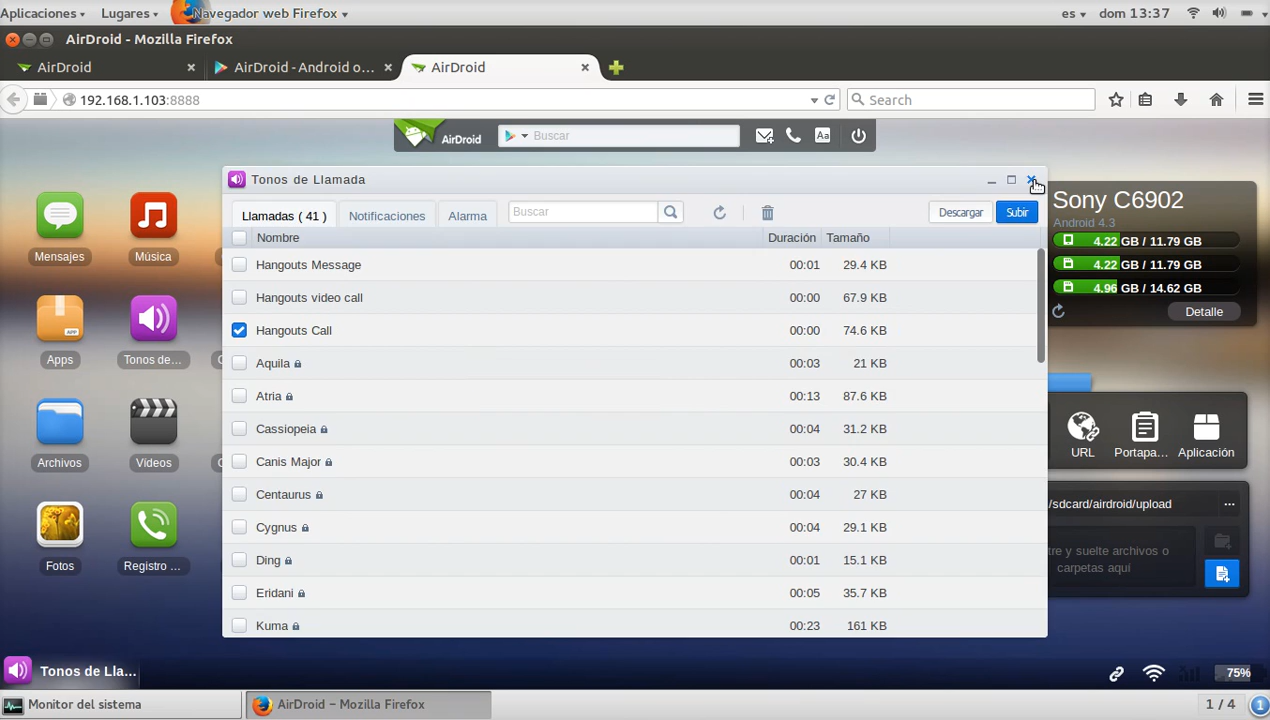 Aplicaciones Lugares Navegador web Firefox es dom 13:37
AirDroid - Mozilla Firefox
AirDroid AirDroid - Android o... AirDroid
192.168.1.103:8888 Search
AirDroid Buscar Aa
Tonos de Llamada
Llamadas ( 41 ) Notificaciones Alarma Buscar Descargar Subir
Nombre Duración Tamaño
Hangouts Message 00:01 29.4 KB
Hangouts video call 00:00 67.9 KB
Hangouts Call 00:00 74.6 KB
Aquila 00:03 21 KB
Atria 00:13 87.6 KB
Cassiopeia 00:04 31.2 KB
Canis Major 00:03 30.4 KB
Centaurus 00:04 27 KB
Cygnus 00:04 29.1 KB
Ding 00:01 15.1 KB
Eridani 00:05 35.7 KB
Kuma 00:23 161 KB
Mensajes Música
APP
Apps Tonos de...
Archivos Vídeos
Fotos Registro ...
Sony C6902
Android 4.3
4.22 GB / 11.79 GB
4.22 GB / 11.79 GB
4.96 GB / 14.62 GB
Detalle
URL Portapa... Aplicación
/sdcard/airdroid/upload ...
tre y suelte archivos o
carpetas aquí
Tonos de Lla... 75%
Monitor del sistema AirDroid - Mozilla Firefox 1 / 4 1